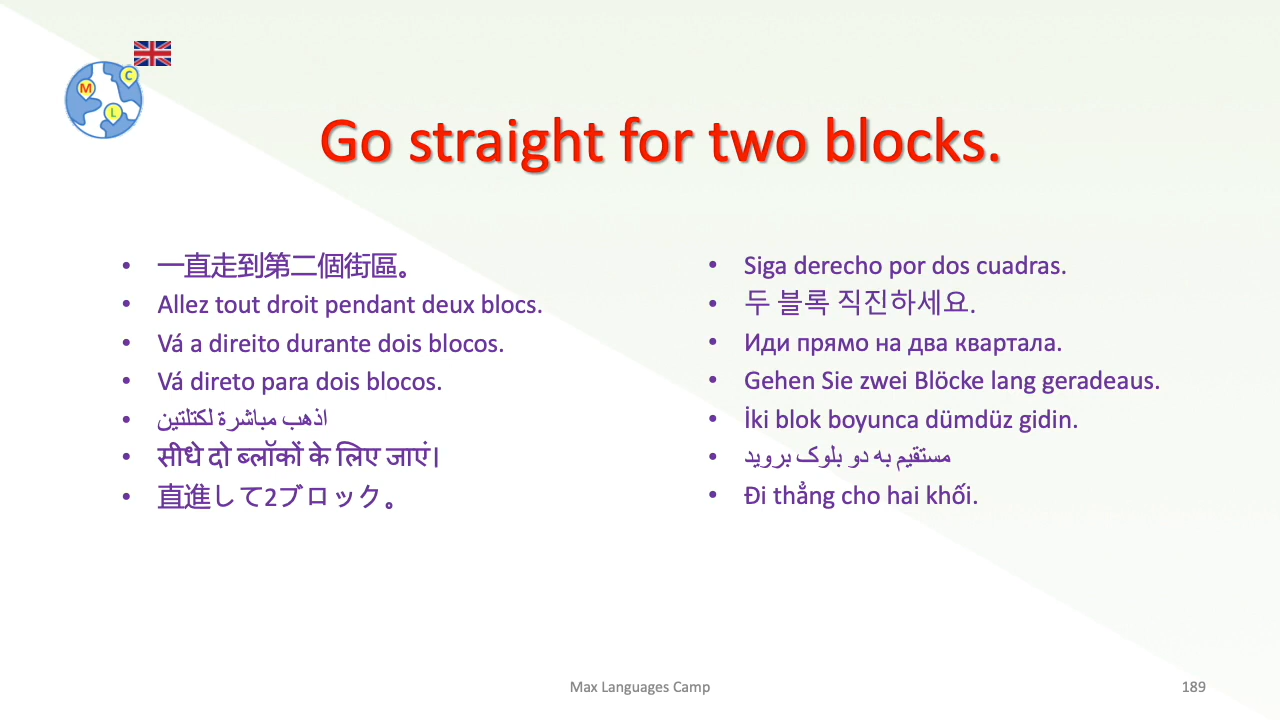 M
C
L
Go straight for two blocks.
一直走到第二個街區。
Allez tout droit pendant deux blocs.
Vá a direito durante dois blocos.
Vá direto para dois blocos.
اذهب مباشرة لكتلتين
सीधे दो ब्लॉकों के लिए जाएं।
直進して2ブロック。
Siga derecho por dos cuadras.
두 블록 직진하세요.
Иди прямо на два квартала.
Gehen Sie zwei Blöcke lang geradeaus.
İki blok boyunca dümdüz gidin.
مستقیم به دو بلوک بروید
Đi thẳng cho hai khối.
Max Languages Camp
189